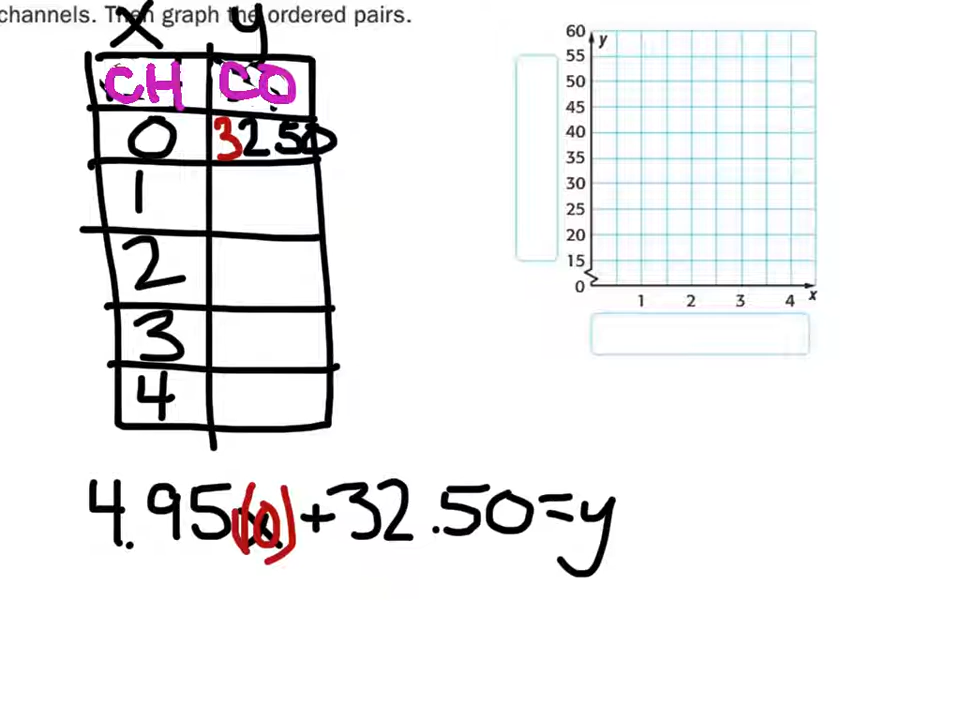 channels. Then graph the ordered pairs.
x y
CH CO
0 32 50
1
2
3
4
4.95x(0) + 32.50 = y
60 y
55
50
45
40
35
30
25
20
15
0
1 2 3 4 x